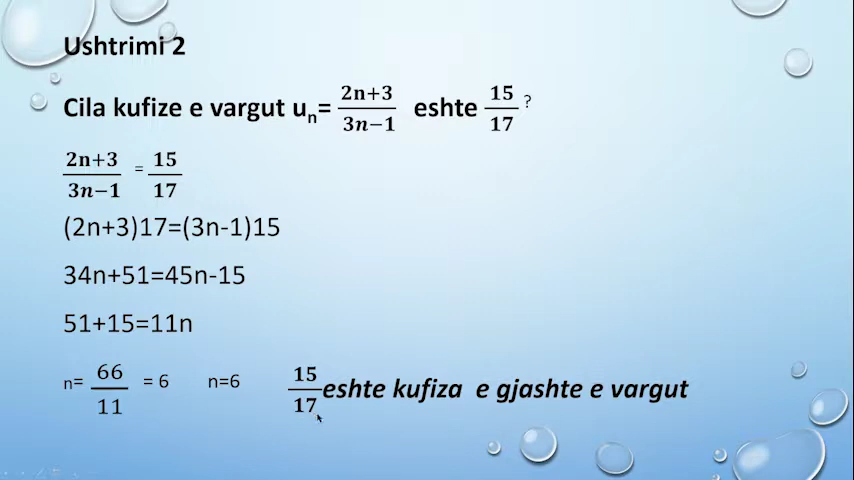 Ushtrimi 2
Cila kufize e vargut uₙ= (2n+3)/(3n−1) eshte 15/17 ?
(2n+3)/(3n−1) = 15/17
(2n+3)17=(3n-1)15
34n+51=45n-15
51+15=11n
n= 66/11 = 6 n=6 15/17 eshte kufiza e gjashte e vargut